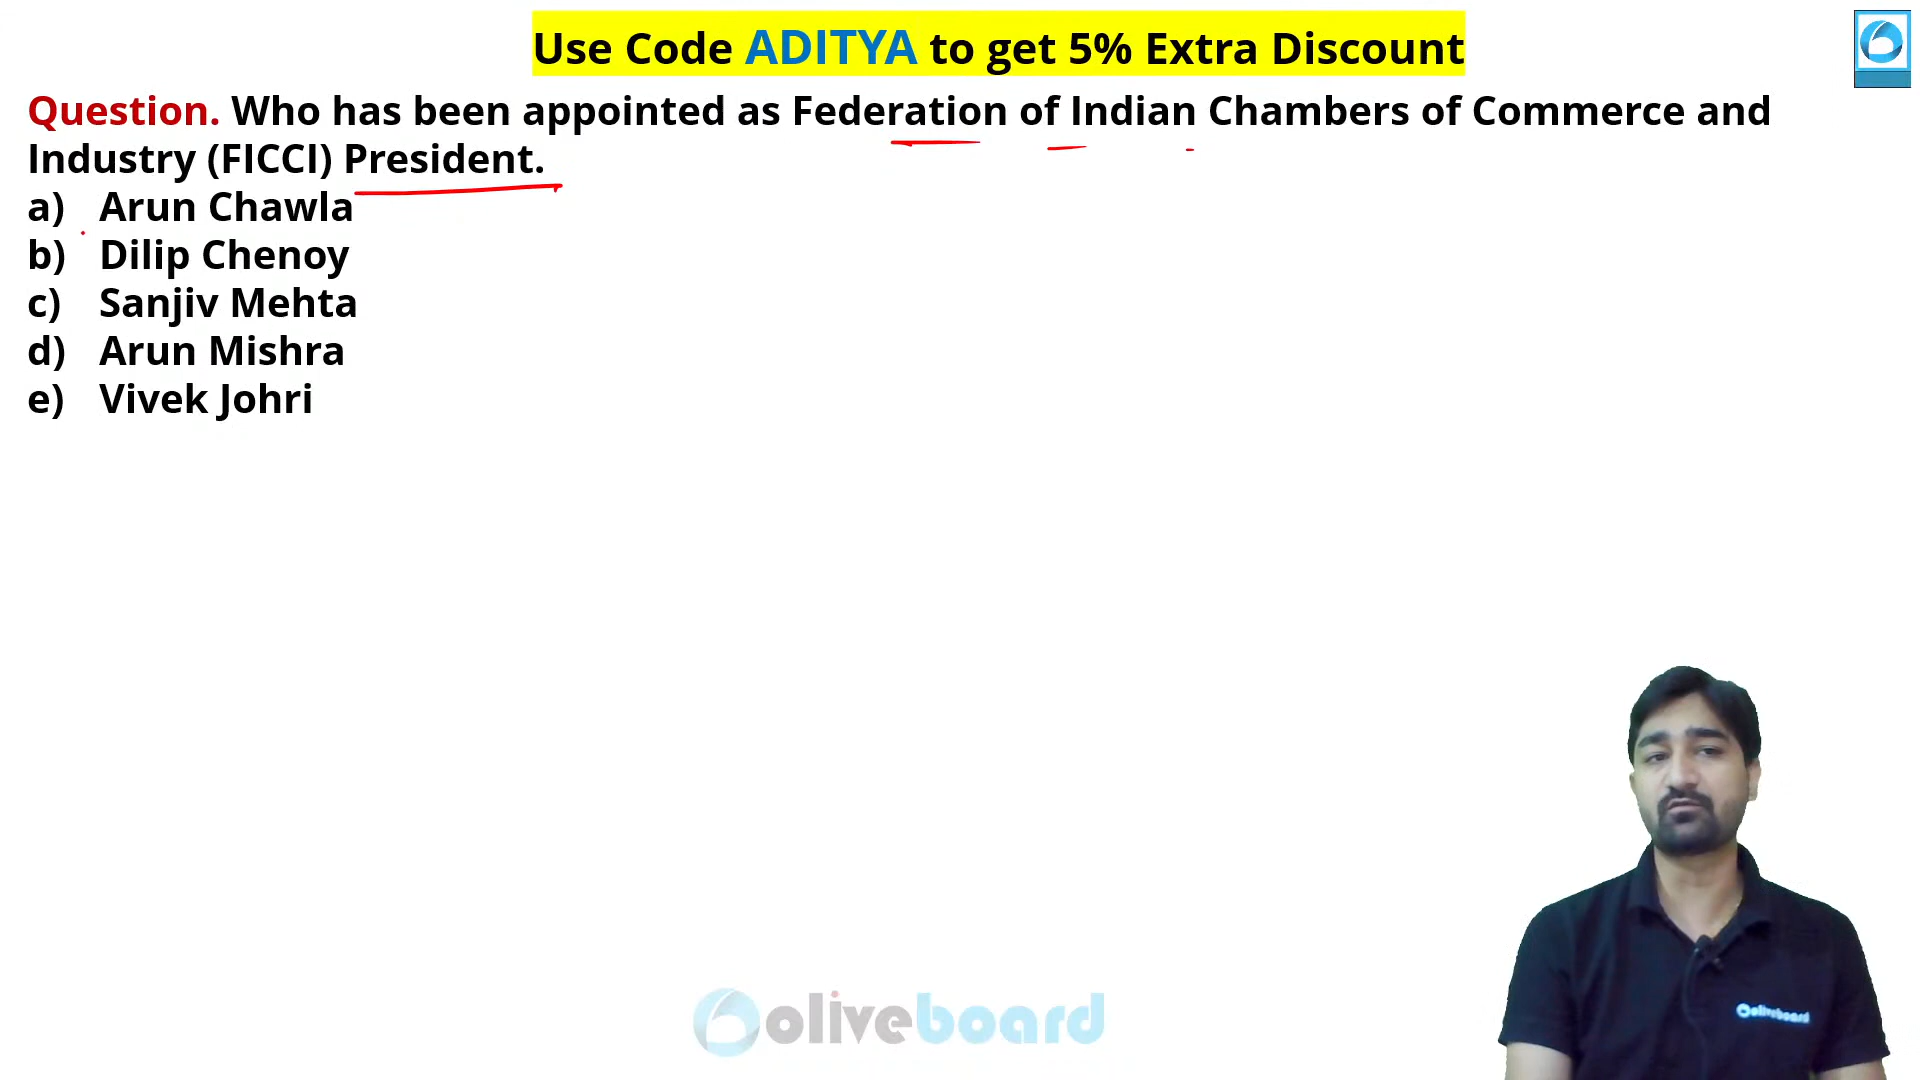 Use Code ADITYA to get 5% Extra Discount
Question. Who has been appointed as Federation of Indian Chambers of Commerce and
Industry (FICCI) President.
a) Arun Chawla
b) Dilip Chenoy
c) Sanjiv Mehta
d) Arun Mishra
e) Vivek Johri
oliveboard
oliveboard